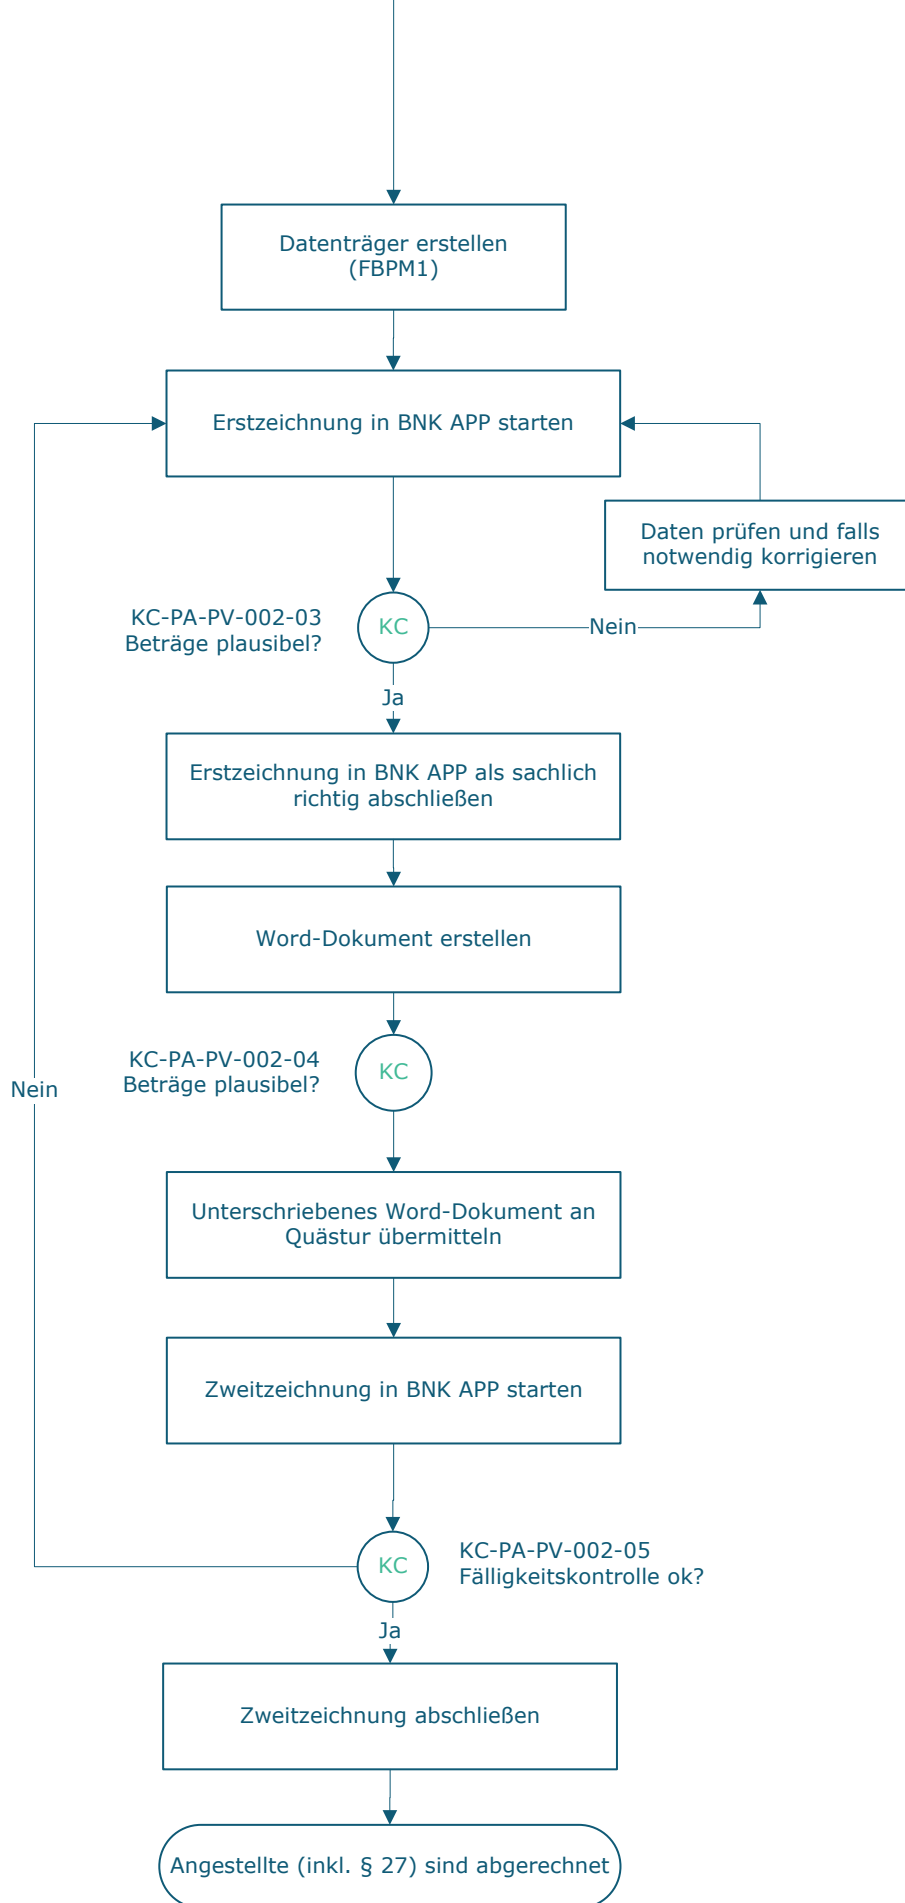 Datenträger erstellen
(FBPM1)
Erstzeichnung in BNK APP starten
Daten prüfen und falls
notwendig korrigieren
KC-PA-PV-002-03
Beträge plausibel?
KC
Nein
Ja
Erstzeichnung in BNK APP als sachlich
richtig abschließen
Word-Dokument erstellen
KC-PA-PV-002-04
Beträge plausibel?
KC
Nein
Unterschriebenes Word-Dokument an
Quästur übermitteln
Zweitzeichnung in BNK APP starten
KC
KC-PA-PV-002-05
Fälligkeitskontrolle ok?
Ja
Zweitzeichnung abschließen
Angestellte (inkl. § 27) sind abgerechnet